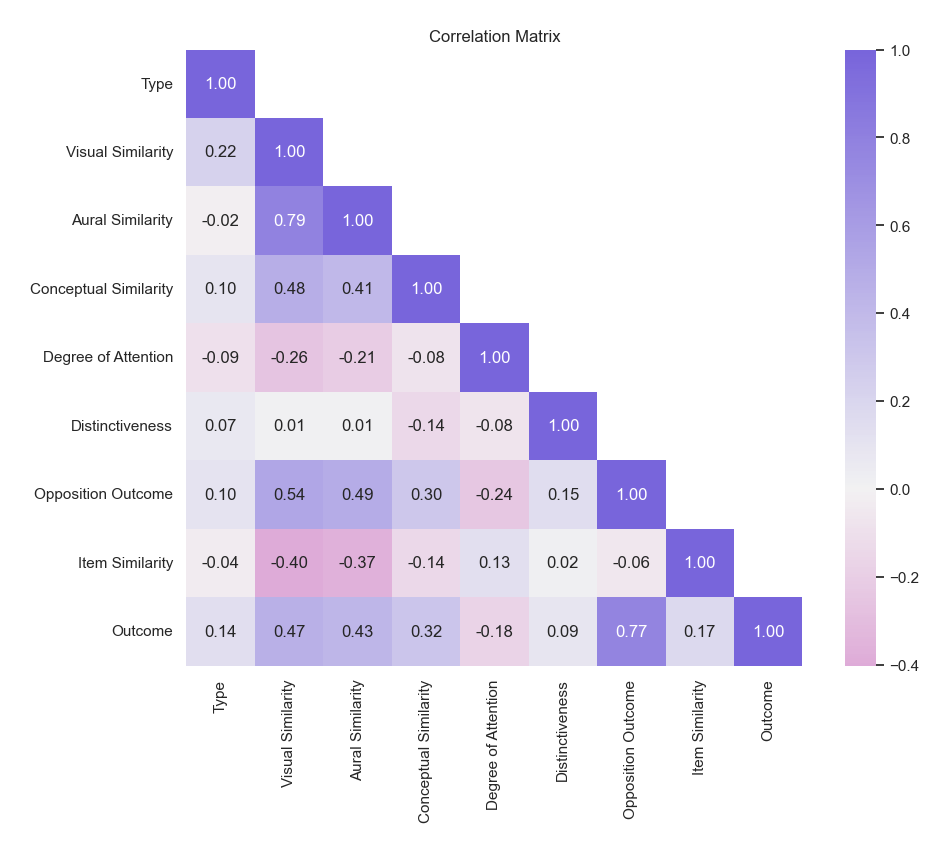 Correlation Matrix
Type 1.00
Visual Similarity 0.22 1.00
Aural Similarity -0.02 0.79 1.00
Conceptual Similarity 0.10 0.48 0.41 1.00
Degree of Attention -0.09 -0.26 -0.21 -0.08 1.00
Distinctiveness 0.07 0.01 0.01 -0.14 -0.08 1.00
Opposition Outcome 0.10 0.54 0.49 0.30 -0.24 0.15 1.00
Item Similarity -0.04 -0.40 -0.37 -0.14 0.13 0.02 -0.06 1.00
Outcome 0.14 0.47 0.43 0.32 -0.18 0.09 0.77 0.17 1.00
Type
Visual Similarity
Aural Similarity
Conceptual Similarity
Degree of Attention
Distinctiveness
Opposition Outcome
Item Similarity
Outcome
1.0
0.8
0.6
0.4
0.2
0.0
−0.2
−0.4